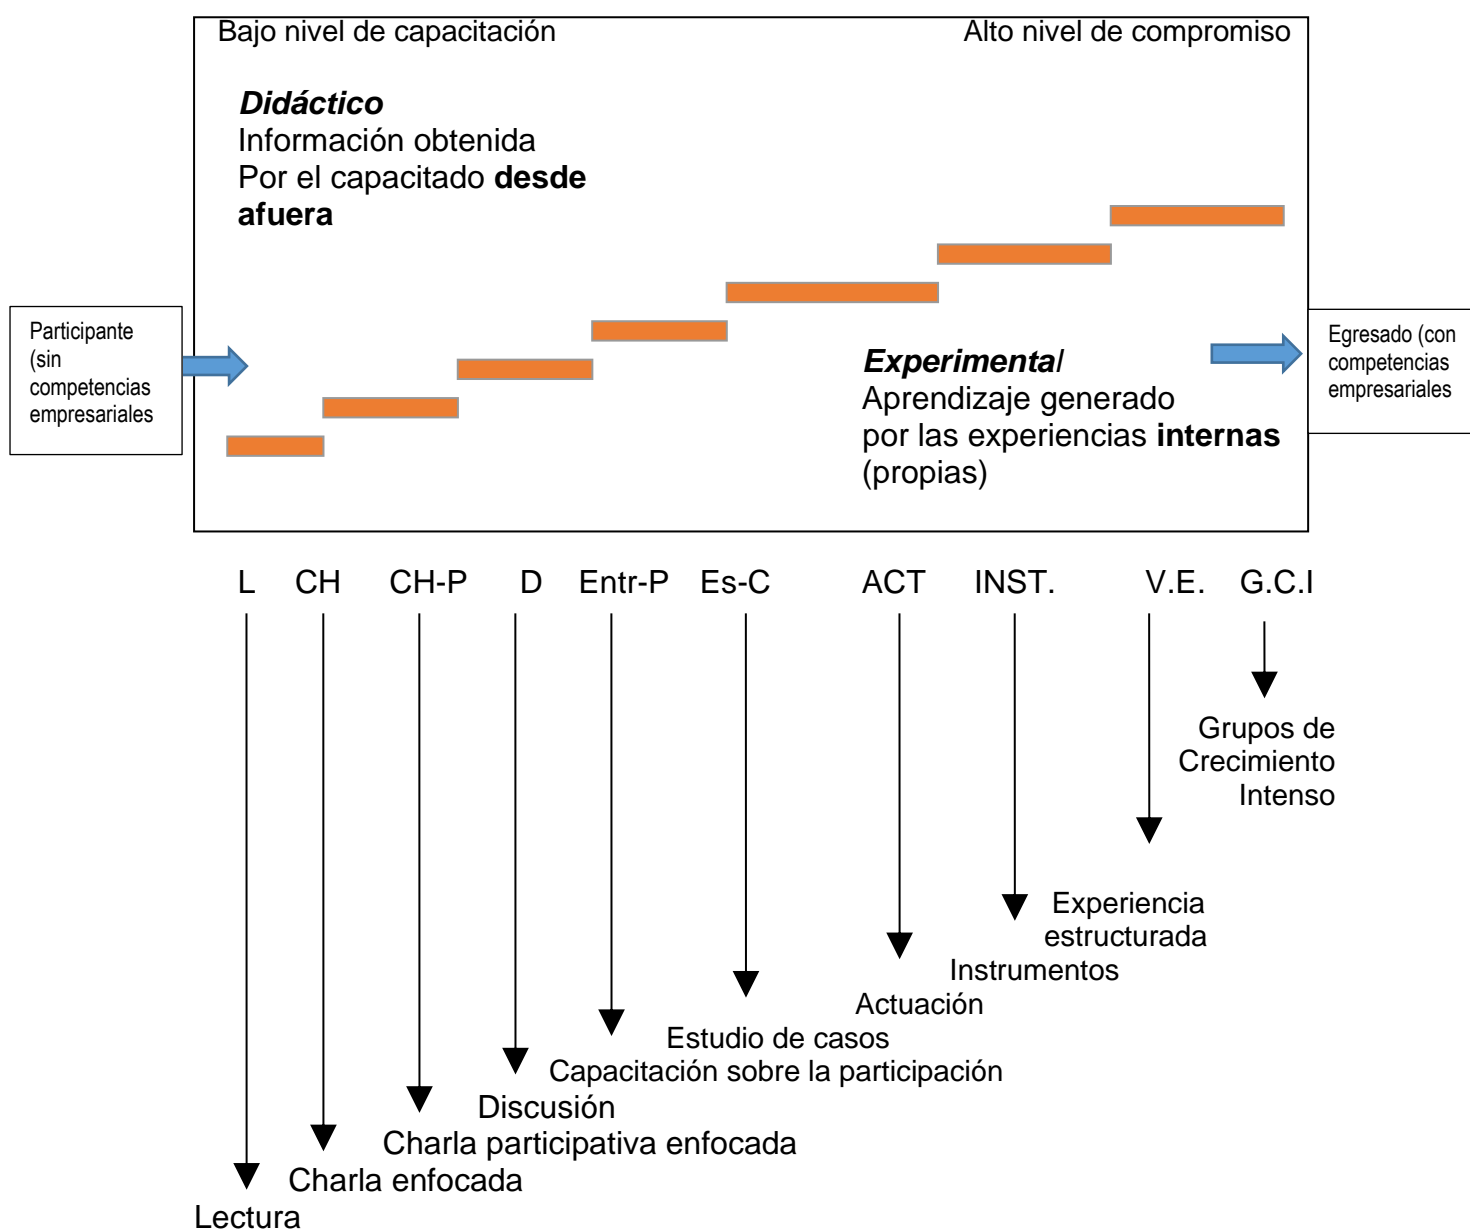 Bajo nivel de capacitación
Alto nivel de compromiso
Didáctico
Información obtenida
Por el capacitado desde
afuera
Participante
(sin
competencias
empresariales
Experimental
Aprendizaje generado
por las experiencias internas
(propias)
Egresado (con
competencias
empresariales
L CH CH-P D Entr-P Es-C ACT INST. V.E. G.C.I
Grupos de
Crecimiento
Intenso
Experiencia
estructurada
Instrumentos
Actuación
Estudio de casos
Capacitación sobre la participación
Discusión
Charla participativa enfocada
Charla enfocada
Lectura